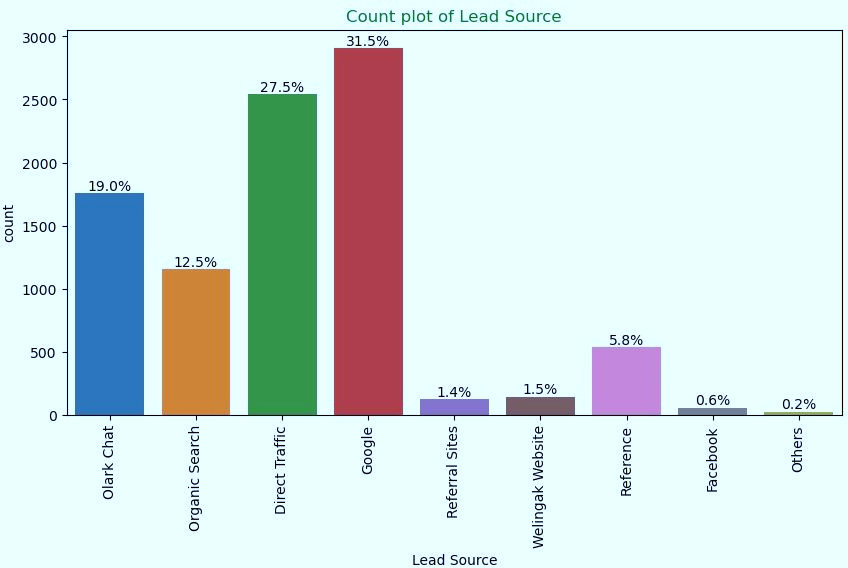 Count plot of Lead Source
3000
2500
2000
1500
1000
500
0
count
19.0%
12.5%
27.5%
31.5%
1.4%
1.5%
5.8%
0.6%
0.2%
Olark Chat
Organic Search
Direct Traffic
Google
Referral Sites
Welingak Website
Reference
Facebook
Others
Lead Source